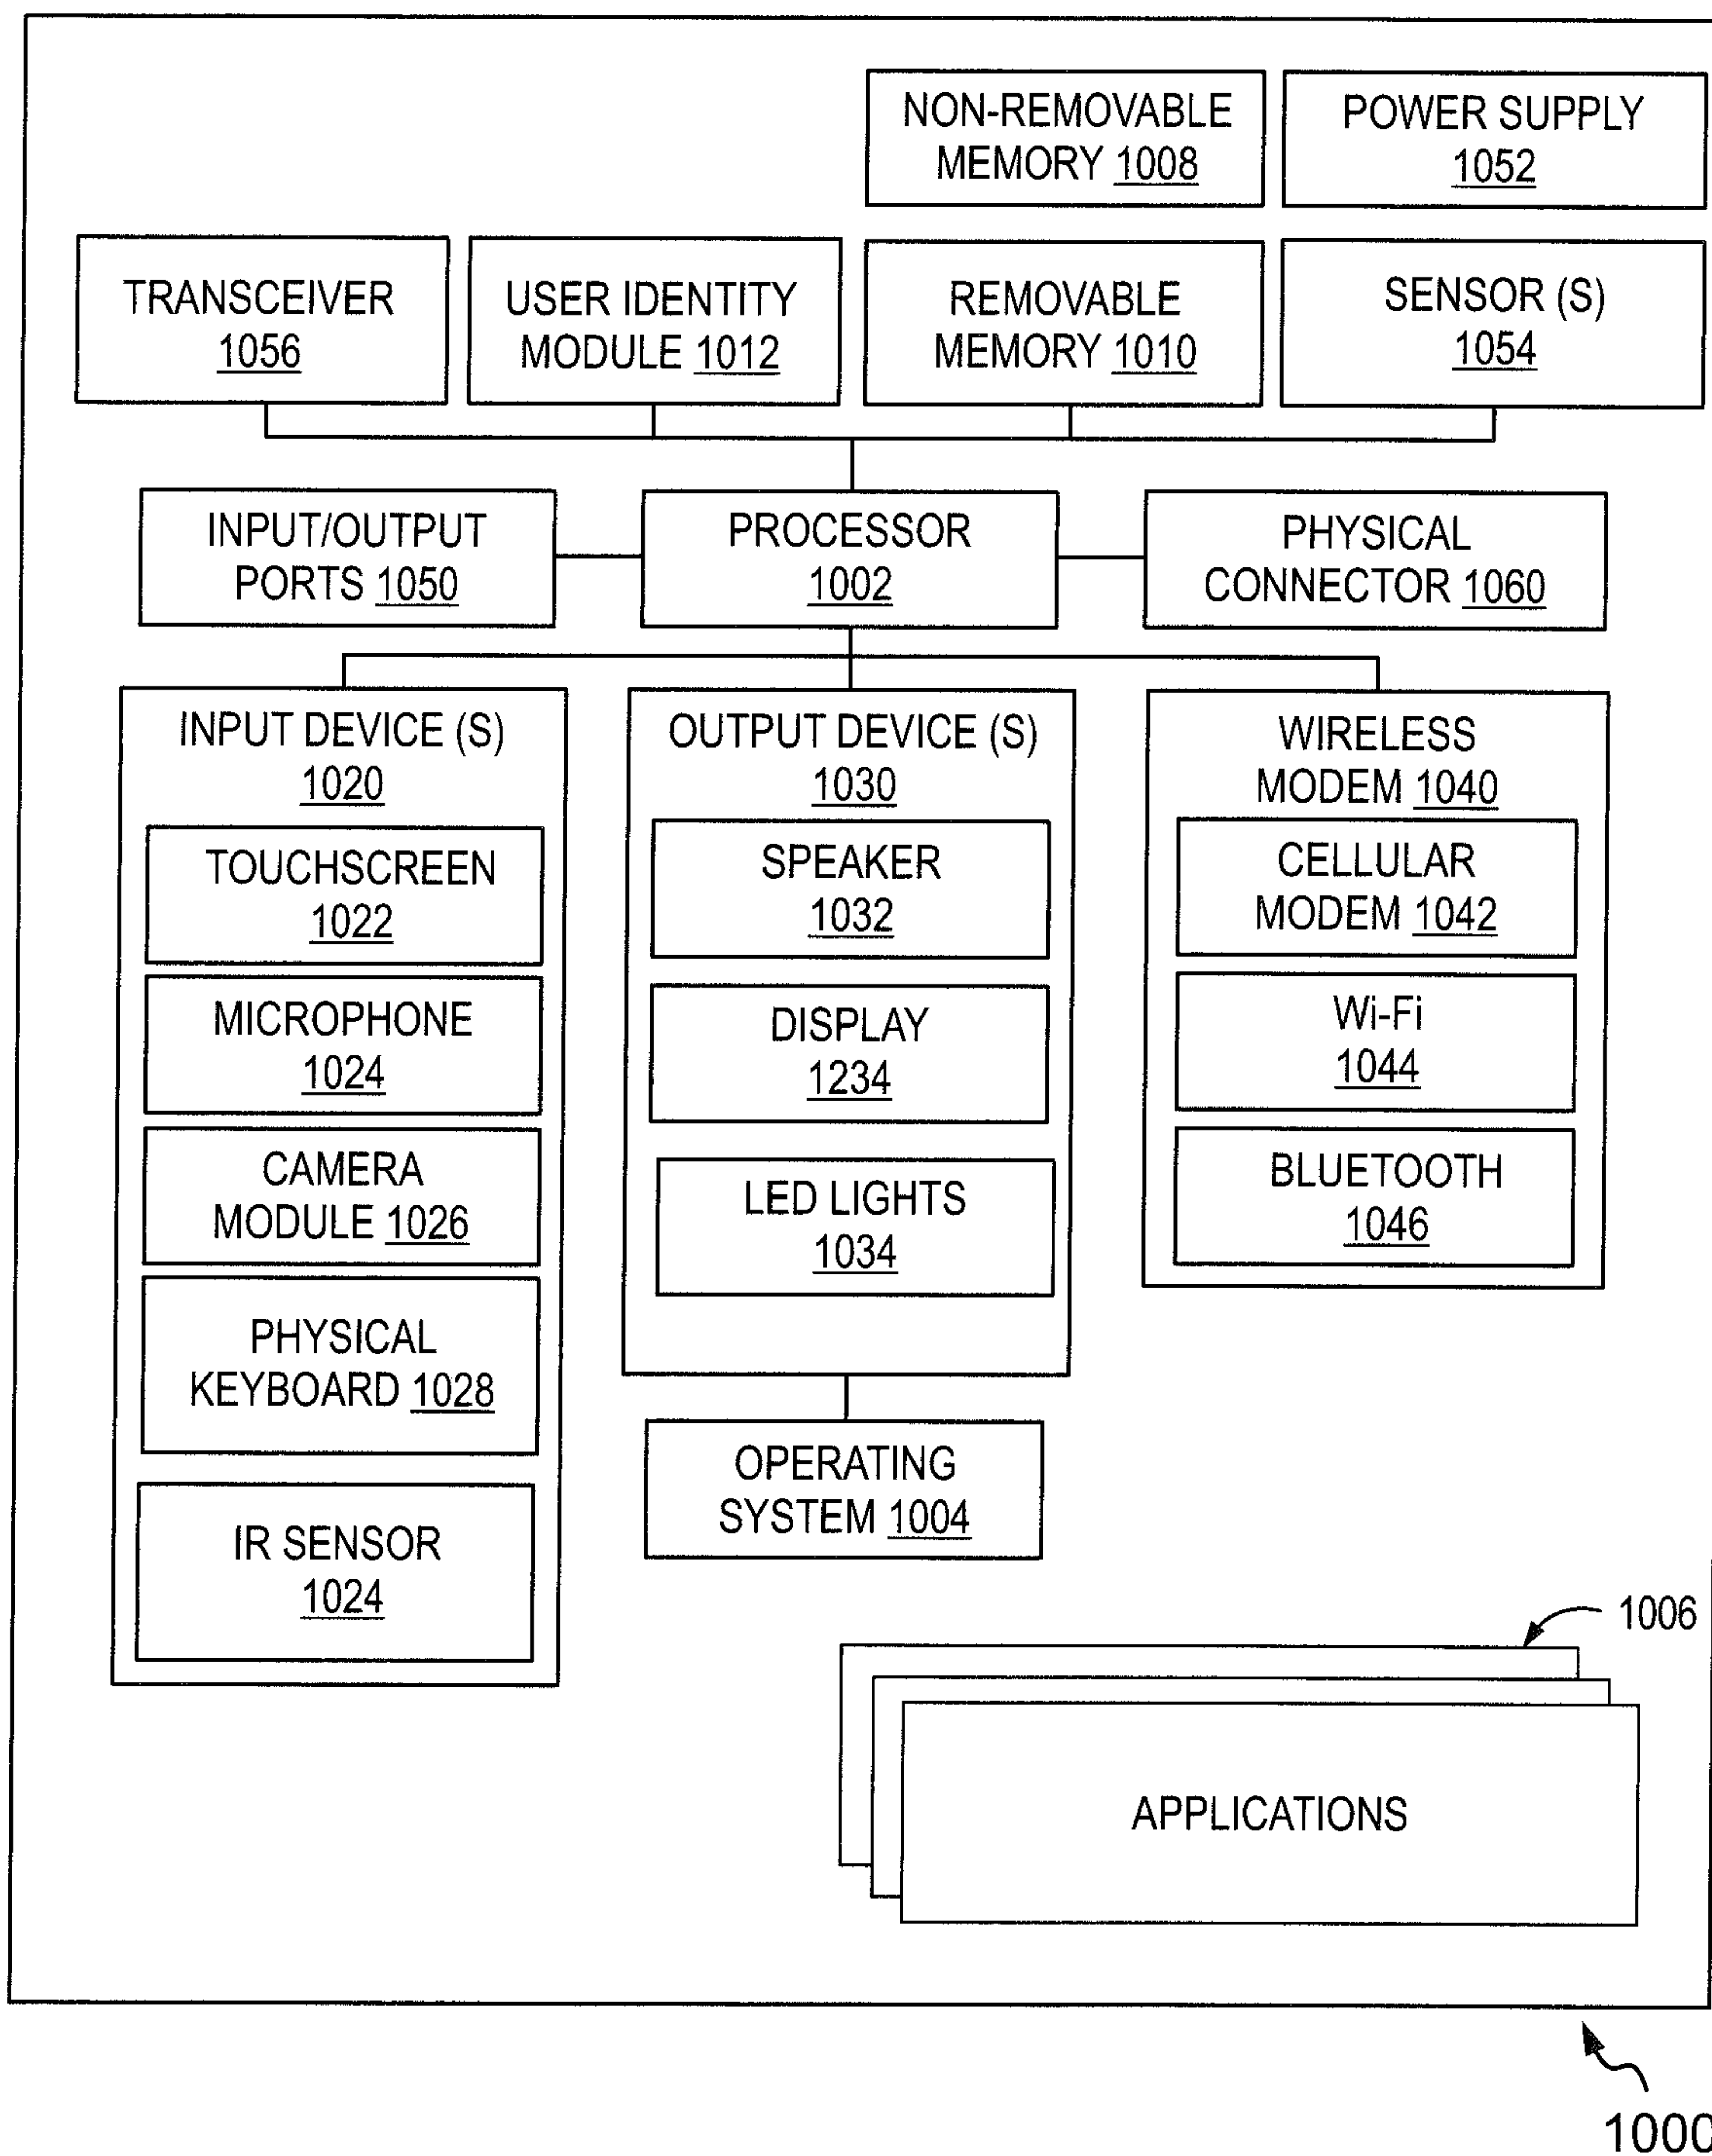 NON-REMOVABLE
MEMORY 1008
POWER SUPPLY
1052
TRANSCEIVER
1056
USER IDENTITY
MODULE 1012
REMOVABLE
MEMORY 1010
SENSOR (S)
1054
INPUT/OUTPUT
PORTS 1050
PROCESSOR
1002
PHYSICAL
CONNECTOR 1060
INPUT DEVICE (S)
1020
TOUCHSCREEN
1022
MICROPHONE
1024
CAMERA
MODULE 1026
PHYSICAL
KEYBOARD 1028
IR SENSOR
1024
OUTPUT DEVICE (S)
1030
SPEAKER
1032
DISPLAY
1234
LED LIGHTS
1034
WIRELESS
MODEM 1040
CELLULAR
MODEM 1042
Wi-Fi
1044
BLUETOOTH
1046
OPERATING
SYSTEM 1004
1006
APPLICATIONS
1000